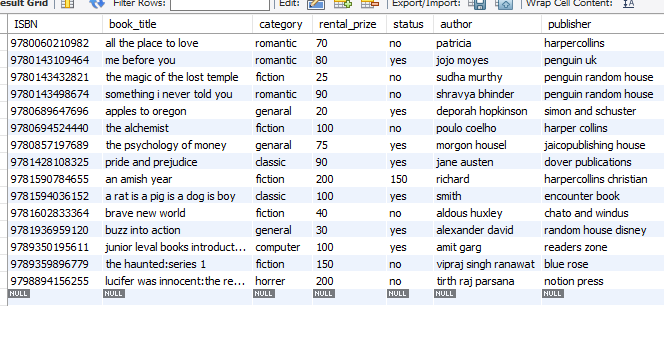 esult Grid Filter Rows: Edit: Export/Import: Wrap Cell Content: IA
ISBN book_title category rental_prize status author publisher
9780060210982 all the place to love romantic 70 no patricia harpercollins
9780143109464 me before you romantic 80 yes jojo moyes penguin uk
9780143432821 the magic of the lost temple fiction 25 no sudha murthy penguin random house
9780143498674 something i never told you romantic 90 no shravya bhinder penguin random house
9780689647696 apples to oregon genaral 20 yes deporah hopkinson simon and schuster
9780694524440 the alchemist fiction 100 no poulo coelho harper collins
9780857197689 the psychology of money genaral 75 yes morgon housel jaicopublishing house
9781428108325 pride and prejudice classic 90 yes jane austen dover publications
9781590784655 an amish year fiction 200 150 richard harpercollins christian
9781594036152 a rat is a pig is a dog is boy classic 100 yes smith encounter book
9781602833364 brave new world fiction 40 no aldous huxley chato and windus
9781936959120 buzz into action general 30 yes alexander david random house disney
9789350195611 junior leval books introduct... computer 100 yes amit garg readers zone
9789359896779 the haunted:series 1 fiction 150 no vipraj singh ranawat blue rose
9798894156255 lucifer was innocent:the re... horrer 200 no tirth raj parsana notion press
NULL NULL NULL NULL NULL NULL NULL